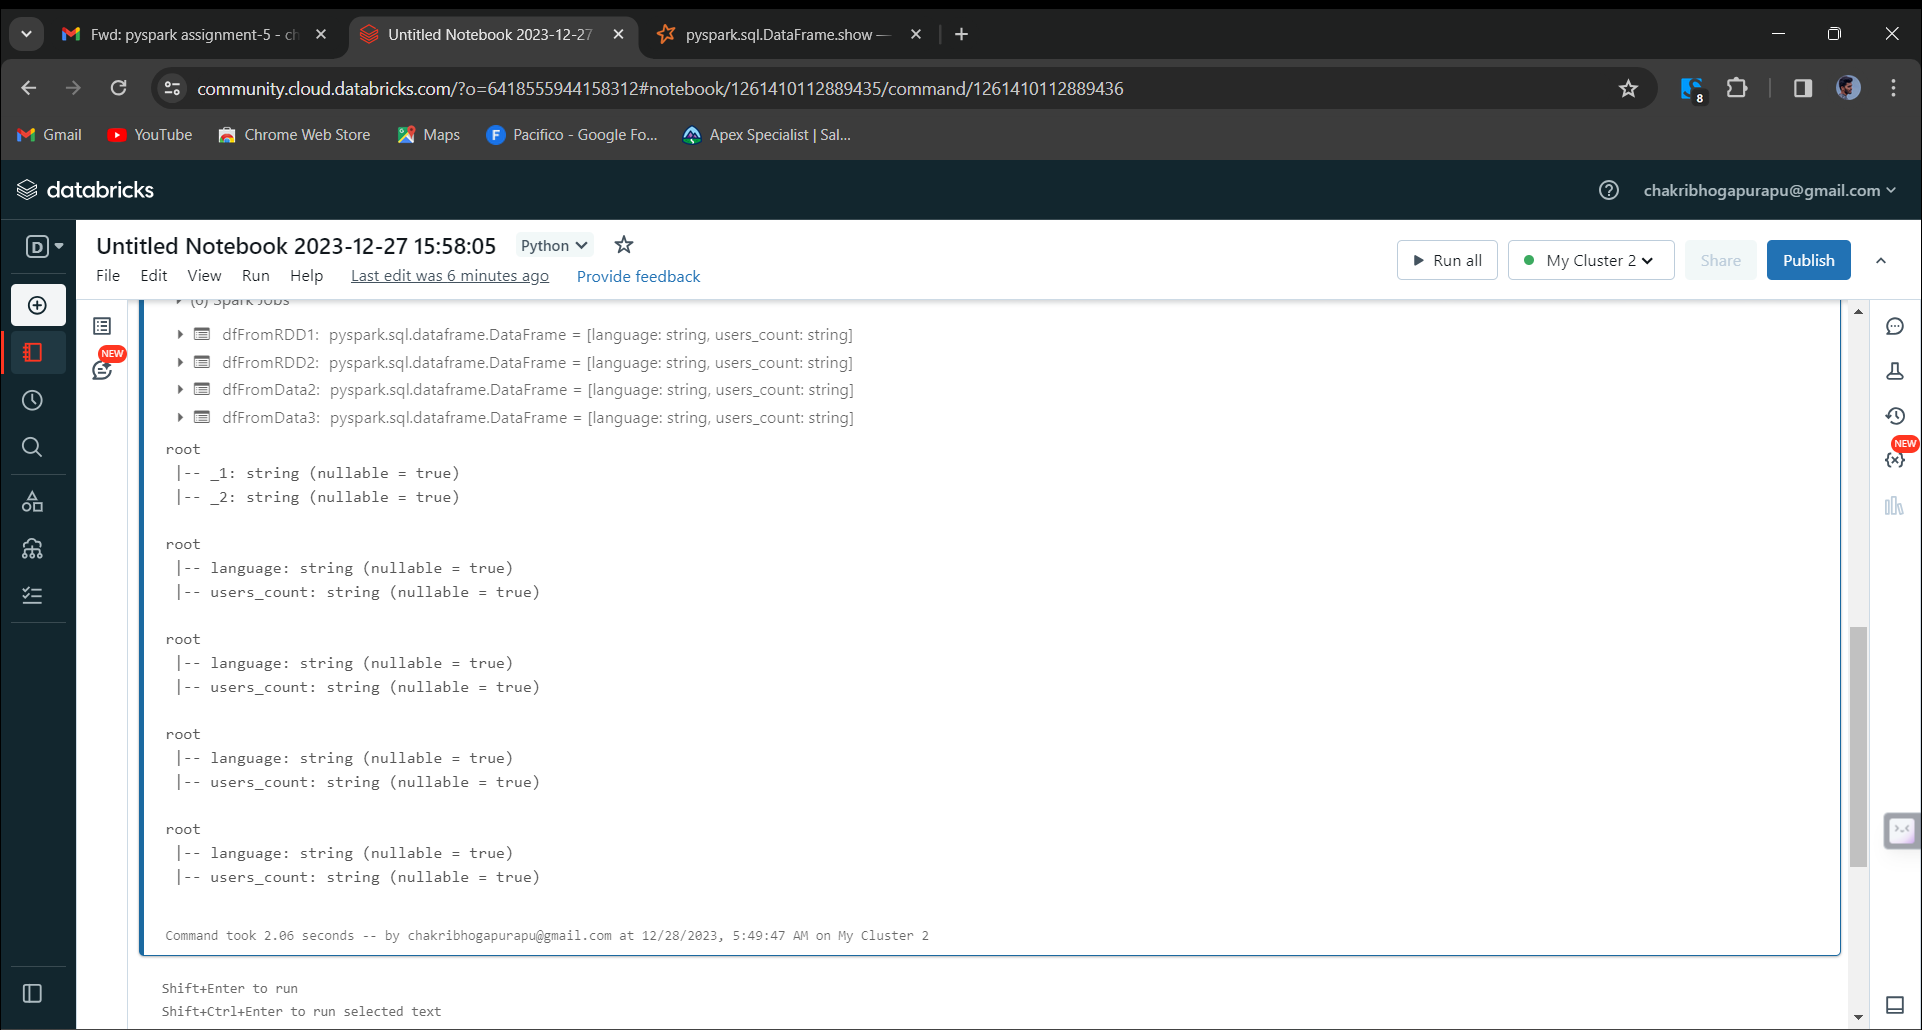 Fwd: pyspark assignment-5 - ch
Untitled Notebook 2023-12-27
pyspark.sql.DataFrame.show —
community.cloud.databricks.com/?o=6418555944158312#notebook/1261410112889435/command/1261410112889436
8
Gmail
YouTube
Chrome Web Store
Maps
F
Pacifico - Google Fo...
Apex Specialist | Sal...
databricks
chakribhogapurapu@gmail.com
D
Untitled Notebook 2023-12-27 15:58:05
Python
File Edit View Run Help Last edit was 6 minutes ago Provide feedback
Run all
My Cluster 2
Share
Publish
NEW
(6) Spark Jobs
dfFromRDD1: pyspark.sql.dataframe.DataFrame = [language: string, users_count: string]
dfFromRDD2: pyspark.sql.dataframe.DataFrame = [language: string, users_count: string]
dfFromData2: pyspark.sql.dataframe.DataFrame = [language: string, users_count: string]
dfFromData3: pyspark.sql.dataframe.DataFrame = [language: string, users_count: string]
NEW
root
|-- _1: string (nullable = true)
|-- _2: string (nullable = true)
root
|-- language: string (nullable = true)
|-- users_count: string (nullable = true)
root
|-- language: string (nullable = true)
|-- users_count: string (nullable = true)
root
|-- language: string (nullable = true)
|-- users_count: string (nullable = true)
root
|-- language: string (nullable = true)
|-- users_count: string (nullable = true)
Command took 2.06 seconds -- by chakribhogapurapu@gmail.com at 12/28/2023, 5:49:47 AM on My Cluster 2
Shift+Enter to run
Shift+Ctrl+Enter to run selected text